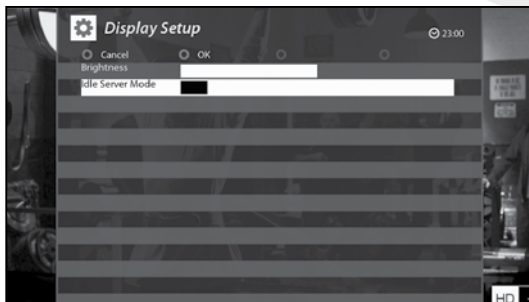 Display Setup
23:00
Cancel OK
Brightness
Idle Server Mode
HD